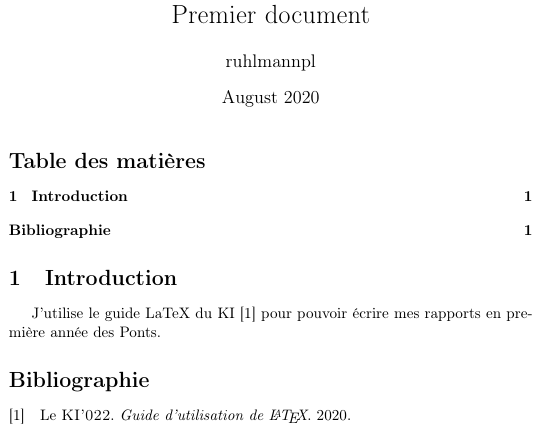 Premier document
ruhlmannpl
August 2020
Table des matières
1 Introduction 1
Bibliographie 1
1 Introduction
J'utilise le guide LaTeX du KI [1] pour pouvoir écrire mes rapports en pre-
mière année des Ponts.
Bibliographie
[1] Le KI'022. Guide d'utilisation de LATEX. 2020.